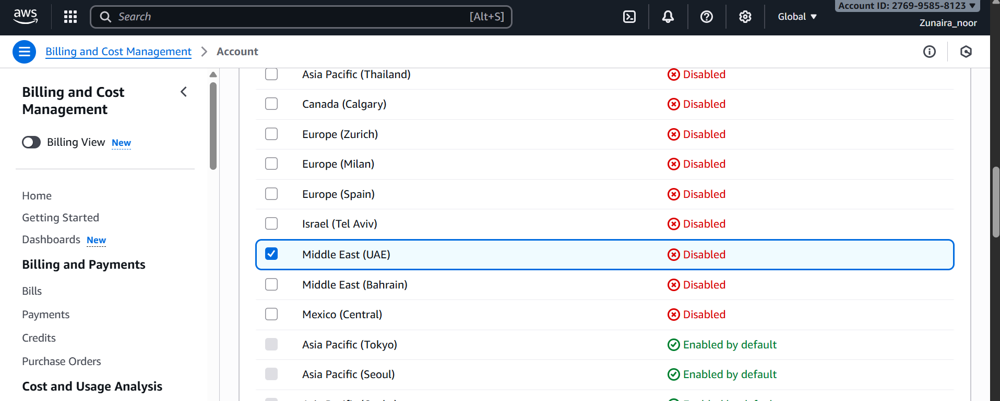 aws
Search
[Alt+S]
Global
Account ID: 2769-9585-8123
Zunaira_noor
Billing and Cost Management
Account
Billing and Cost
Management
Billing View New
Home
Getting Started
Dashboards New
Billing and Payments
Bills
Payments
Credits
Purchase Orders
Cost and Usage Analysis
Asia Pacific (Thailand) Disabled
Canada (Calgary) Disabled
Europe (Zurich) Disabled
Europe (Milan) Disabled
Europe (Spain) Disabled
Israel (Tel Aviv) Disabled
Middle East (UAE) Disabled
Middle East (Bahrain) Disabled
Mexico (Central) Disabled
Asia Pacific (Tokyo) Enabled by default
Asia Pacific (Seoul) Enabled by default